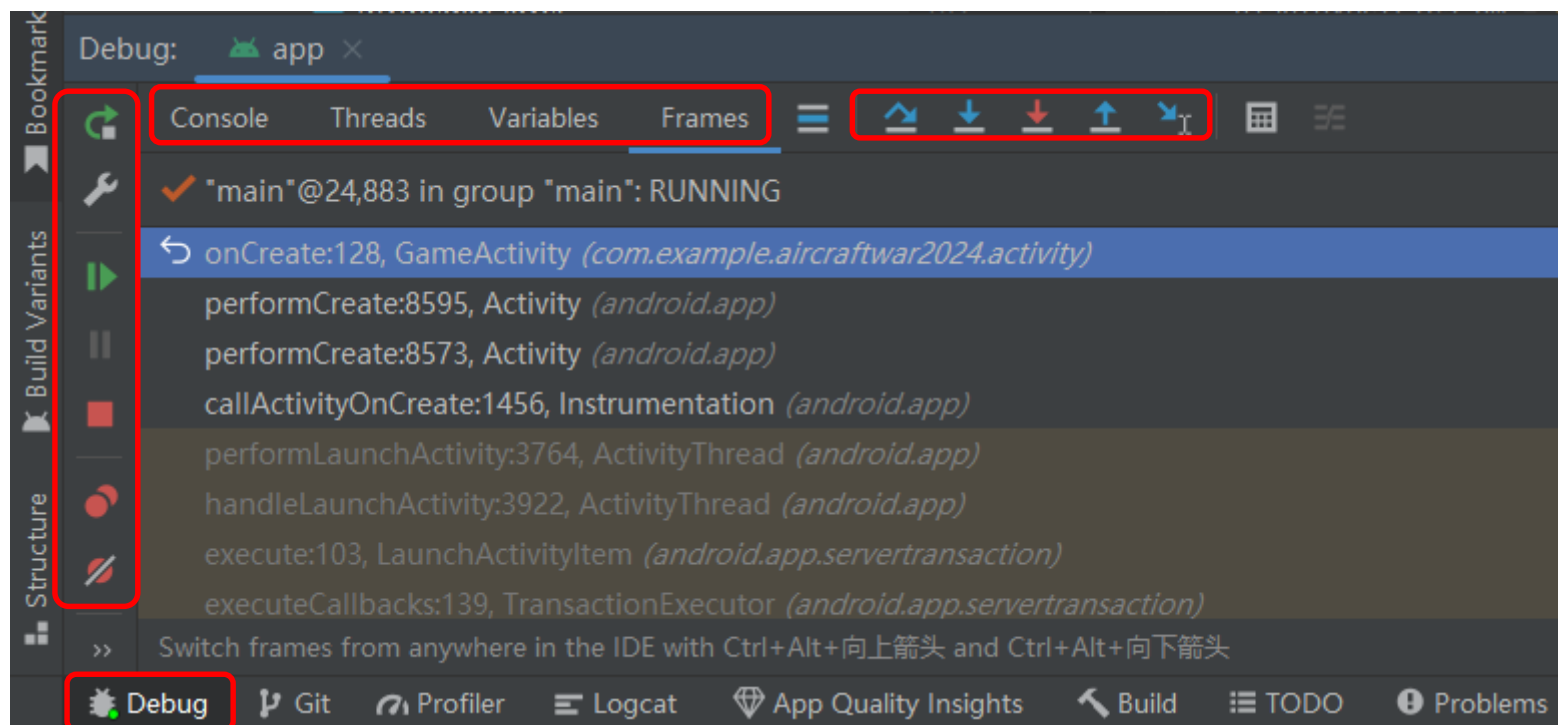 Debug: app
Console Threads Variables Frames
"main"@24,883 in group "main": RUNNING
onCreate:128, GameActivity (com.example.aircraftwar2024.activity)
performCreate:8595, Activity (android.app)
performCreate:8573, Activity (android.app)
callActivityOnCreate:1456, Instrumentation (android.app)
performLaunchActivity:3764, ActivityThread (android.app)
handleLaunchActivity:3922, ActivityThread (android.app)
execute:103, LaunchActivityItem (android.app.servertransaction)
executeCallbacks:139, TransactionExecutor (android.app.servertransaction)
Switch frames from anywhere in the IDE with Ctrl+Alt+向上箭头 and Ctrl+Alt+向下箭头
Bookmark
Build Variants
Structure
Debug Git Profiler Logcat App Quality Insights Build TODO Problems